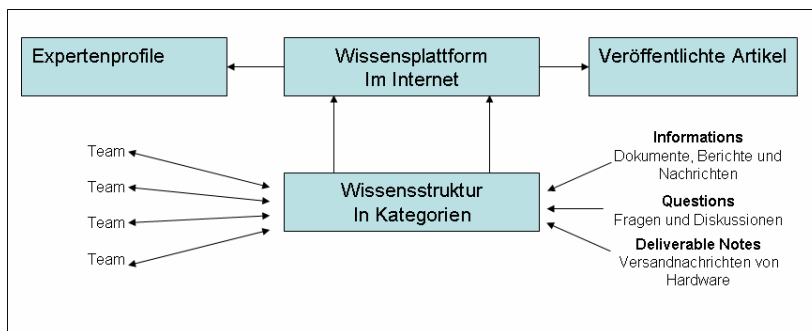 Expertenprofile
Wissensplattform
Im Internet
Veröffentlichte Artikel
Team
Team
Team
Team
Wissensstruktur
In Kategorien
Informations
Dokumente, Berichte und
Nachrichten
Questions
Fragen und Diskussionen
Deliverable Notes
Versandnachrichten von
Hardware